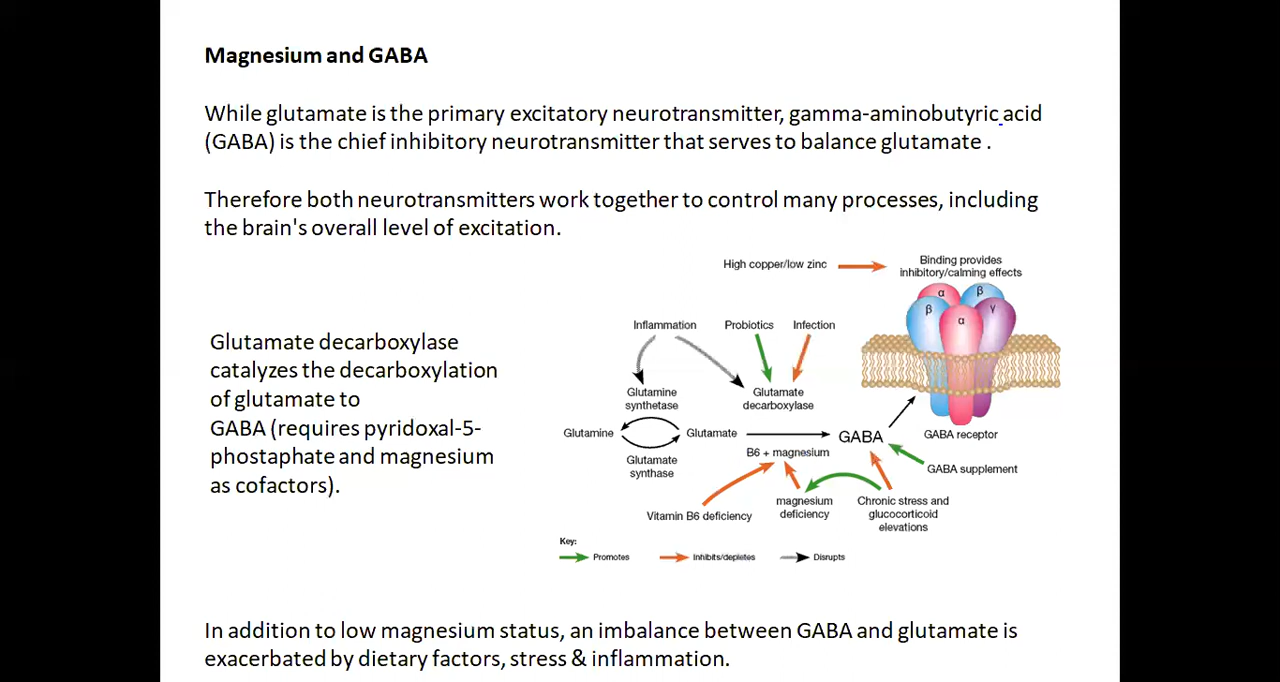 Magnesium and GABA
While glutamate is the primary excitatory neurotransmitter, gamma-aminobutyric acid
(GABA) is the chief inhibitory neurotransmitter that serves to balance glutamate .
Therefore both neurotransmitters work together to control many processes, including
the brain's overall level of excitation.
Glutamate decarboxylase
catalyzes the decarboxylation
of glutamate to
GABA (requires pyridoxal-5-
phostaphate and magnesium
as cofactors).
High copper/low zinc
Binding provides
inhibitory/calming effects
α
β
β
α
γ
Inflammation
Probiotics
Infection
Glutamine
synthetase
Glutamate
decarboxylase
Glutamine
Glutamate
GABA
GABA receptor
B6 + magnesium
Glutamate
synthase
GABA supplement
Vitamin B6 deficiency
magnesium
deficiency
Chronic stress and
glucocorticoid
elevations
Key:
Promotes
Inhibits/depletes
Disrupts
In addition to low magnesium status, an imbalance between GABA and glutamate is
exacerbated by dietary factors, stress & inflammation.